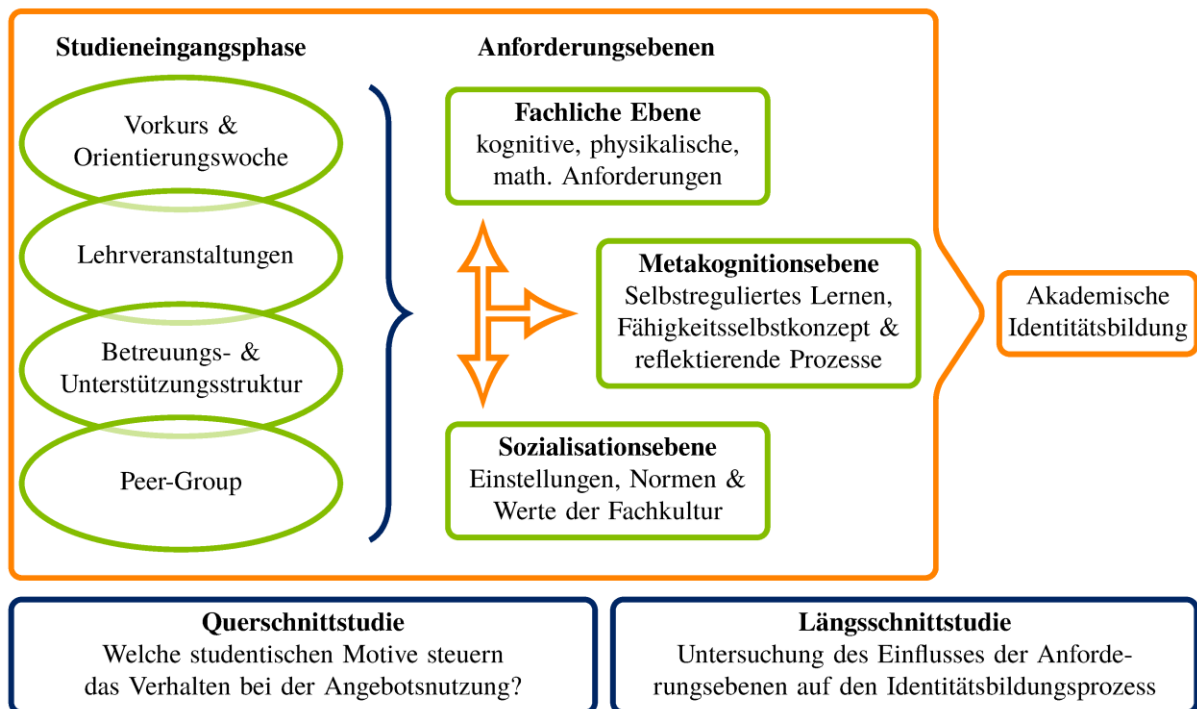 Studieneingangsphase
Vorkurs &
Orientierungswoche
Lehrveranstaltungen
Betreuungs- &
Unterstützungsstruktur
Peer-Group
Anforderungsebenen
Fachliche Ebene
kognitive, physikalische,
math. Anforderungen
Metakognitionsebene
Selbstreguliertes Lernen,
Fähigkeitsselbstkonzept &
reflektierende Prozesse
Sozialisationsebene
Einstellungen, Normen &
Werte der Fachkultur
Akademische
Identitätsbildung
Querschnittstudie
Welche studentischen Motive steuern
das Verhalten bei der Angebotsnutzung?
Längsschnittstudie
Untersuchung des Einflusses der Anforde-
rungsebenen auf den Identitätsbildungsprozess